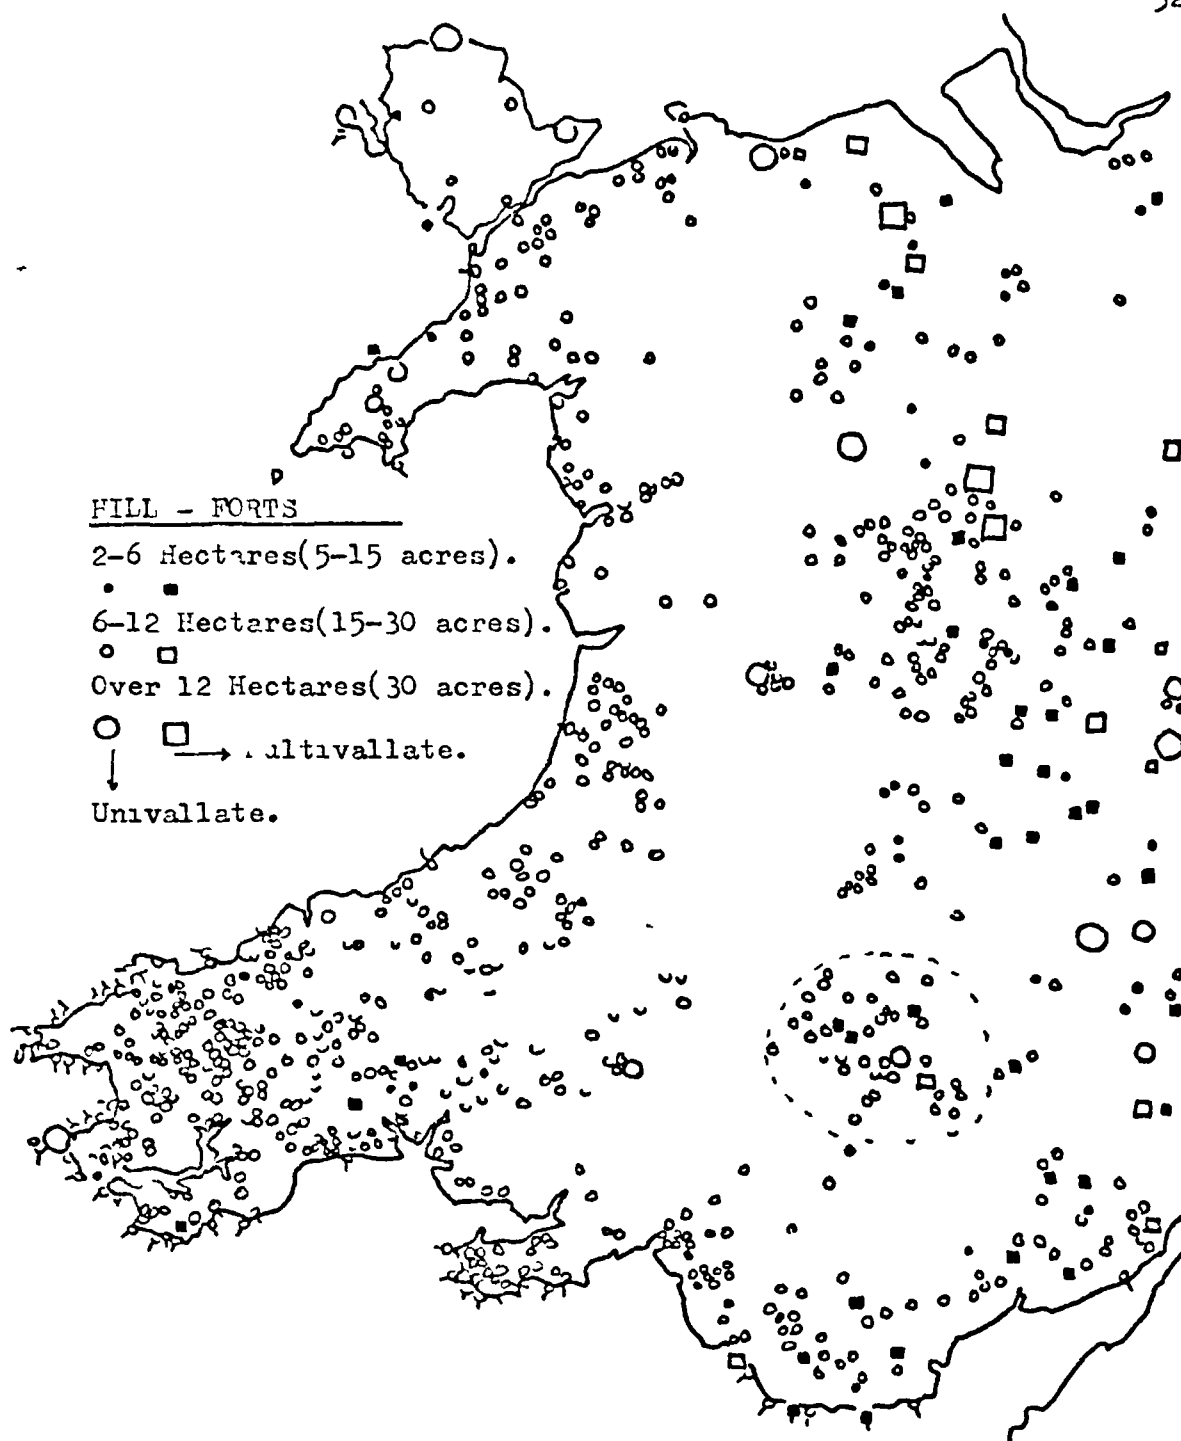 HILL - FORTS
2-6 Hectares(5-15 acres).
6-12 Hectares(15-30 acres).
Over 12 Hectares(30 acres).
Multivallate.
Univallate.